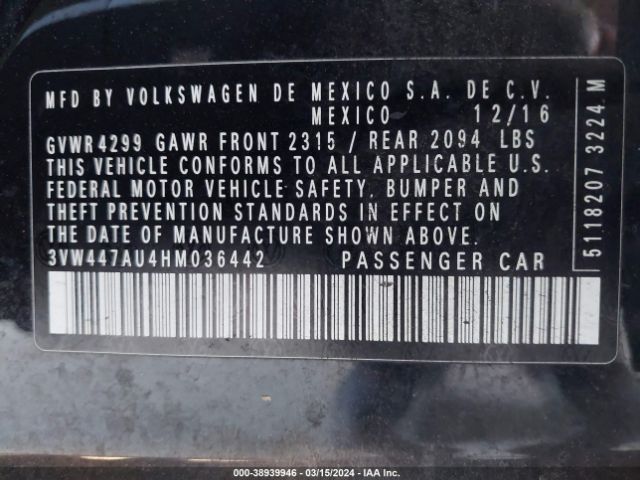 MFD BY VOLKSWAGEN DE MEXICO S.A. DE C.V.
MEXICO 12/16
GVWR 4299 GAWR FRONT 2315 / REAR 2094 LBS
THIS VEHICLE CONFORMS TO ALL APPLICABLE U.S.
FEDERAL MOTOR VEHICLE SAFETY, BUMPER AND
THEFT PREVENTION STANDARDS IN EFFECT ON
THE DATE OF MANUFACTURE SHOWN ABOVE.
3VW447AU4HM036442 PASSENGER CAR
5118207 3224 M
000-38939946 - 03/15/2024 - IAA Inc.